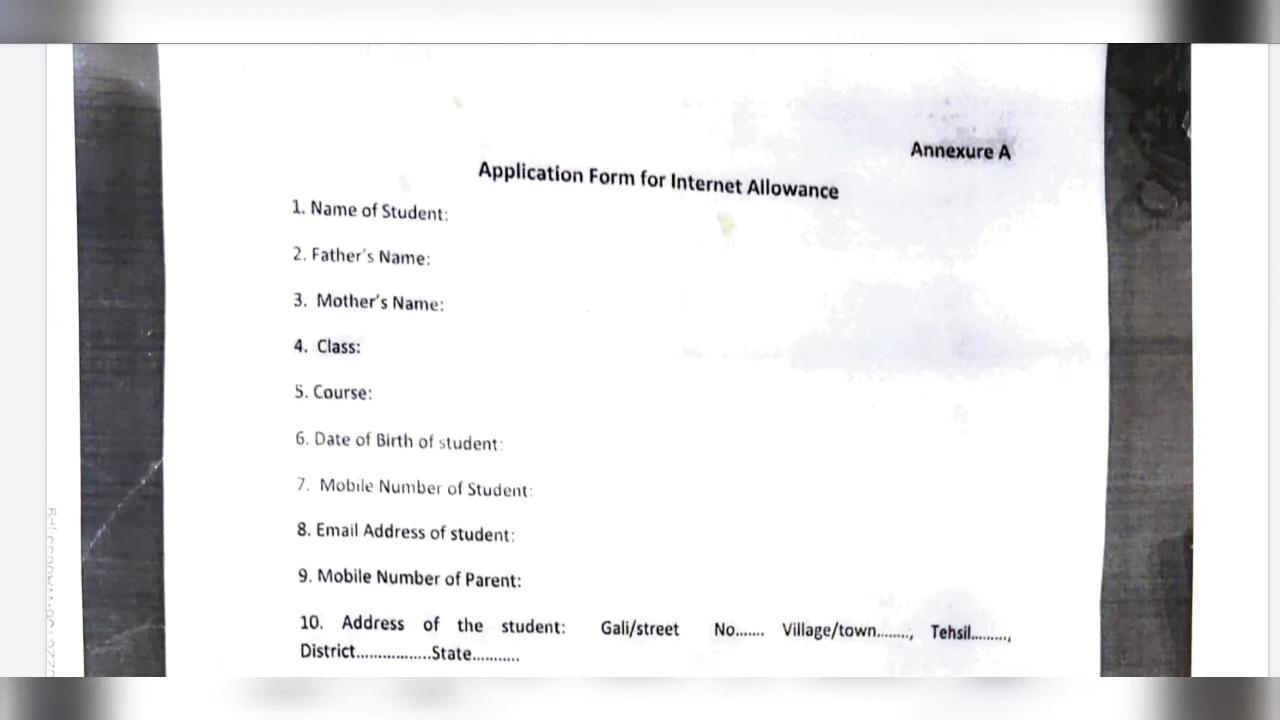 Annexure A
Application Form for Internet Allowance
1. Name of Student:
2. Father's Name:
3. Mother's Name:
4. Class:
5. Course:
6. Date of Birth of student:
7. Mobile Number of Student:
8. Email Address of student:
9. Mobile Number of Parent:
10. Address of the student: Gali/street No....... Village/town........, Tehsil.........,
District.................State...........